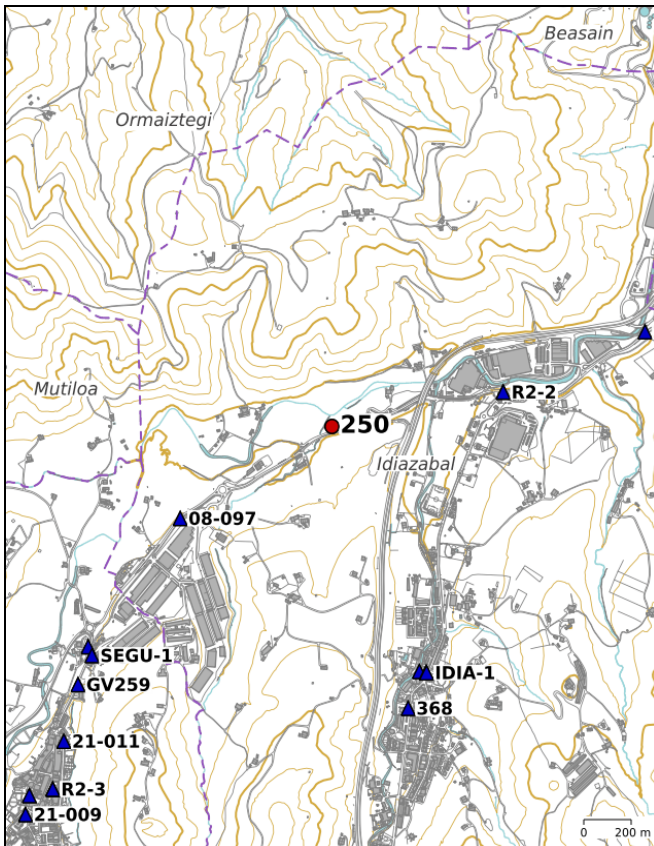 Beasain
Ormaiztegi
Mutiloa
R2-2
250
Idiazabal
08-097
SEGU-1
IDIA-1
GV259
368
21-011
R2-3
21-009
0 200 m